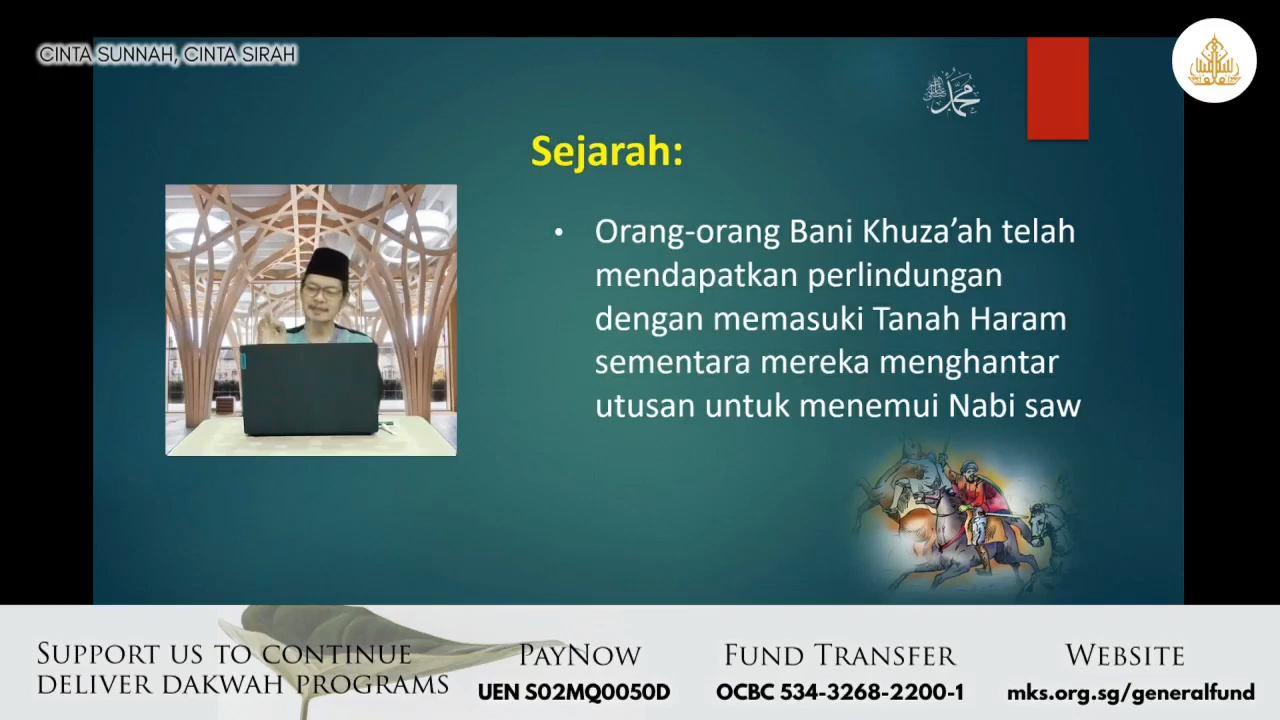 CINTA SUNNAH, CINTA SIRAH
محمد
Sejarah:
• Orang-orang Bani Khuza’ah telah
mendapatkan perlindungan
dengan memasuki Tanah Haram
sementara mereka menghantar
utusan untuk menemui Nabi saw
SUPPORT US TO CONTINUE
DELIVER DAKWAH PROGRAMS
PAYNOW
UEN S02MQ0050D
FUND TRANSFER
OCBC 534-3268-2200-1
WEBSITE
mks.org.sg/generalfund